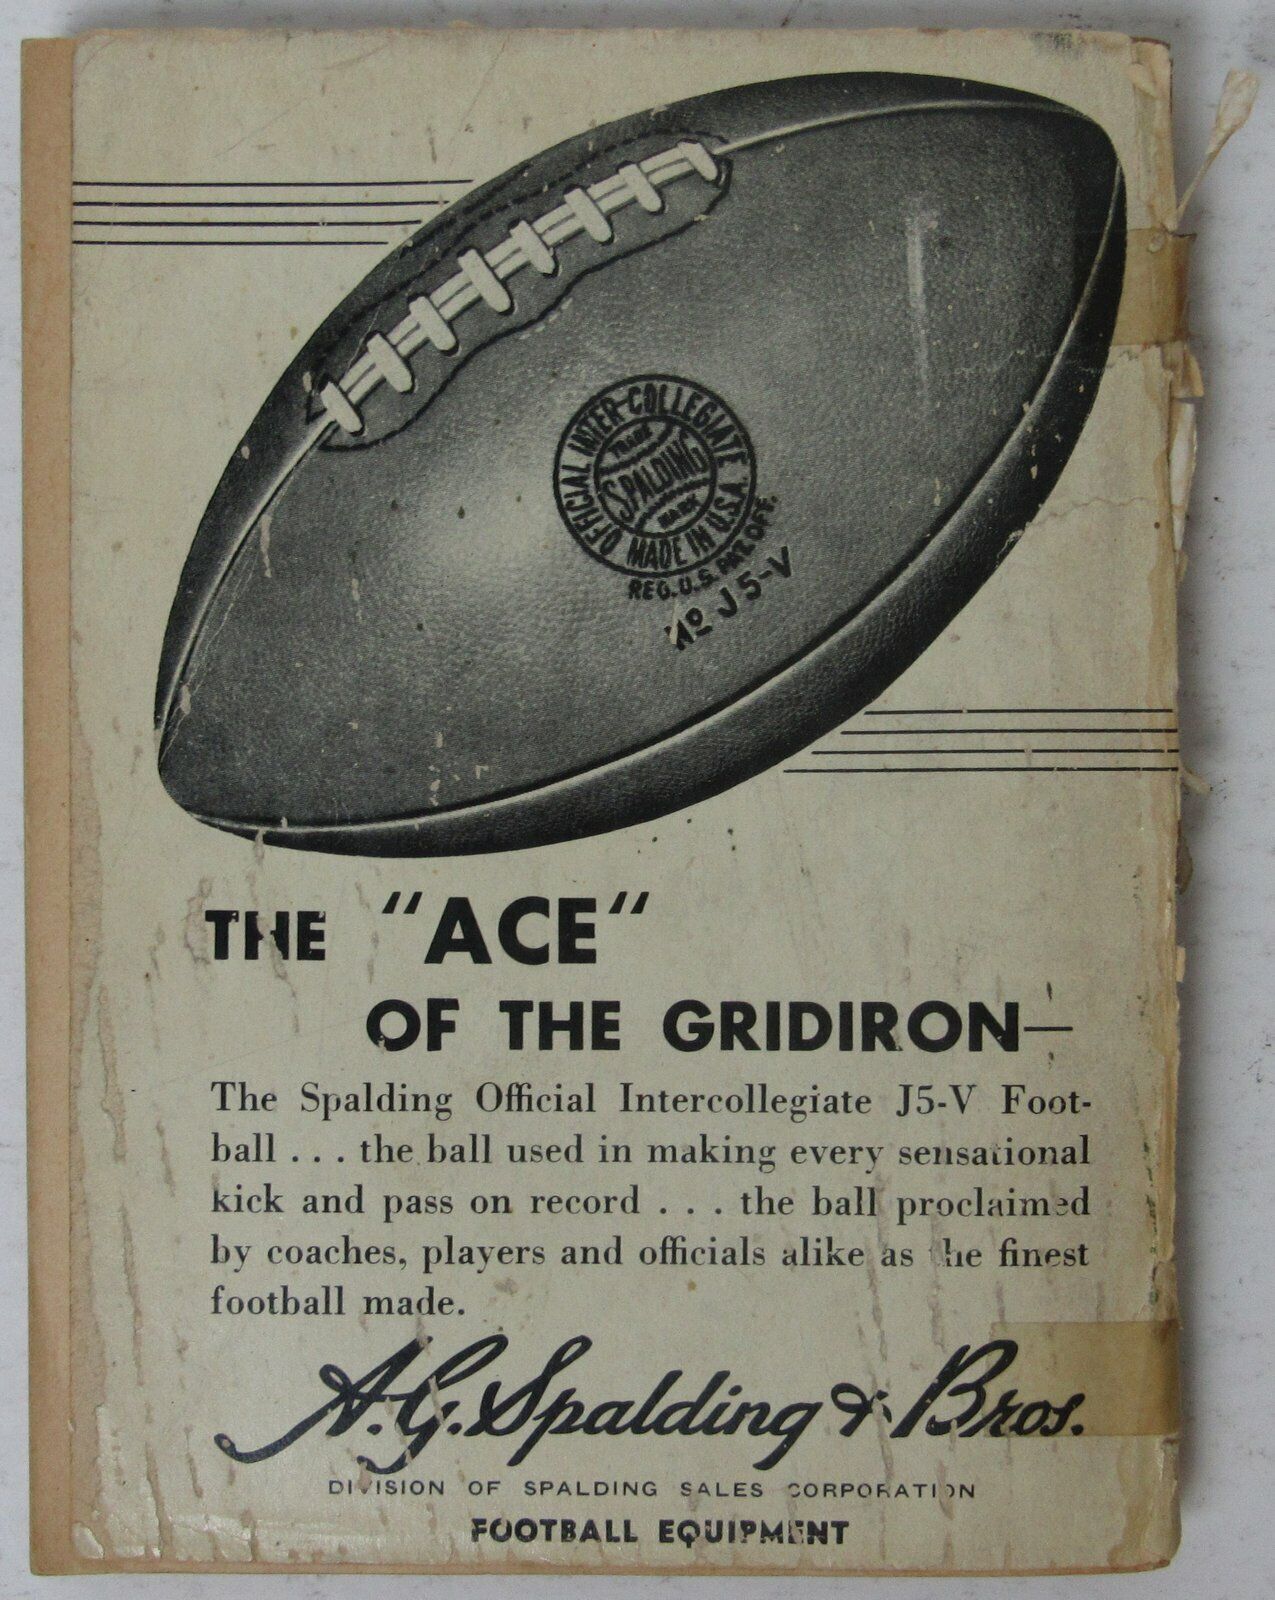 OFFICIAL INTER-COLLEGIATE
TRADE
SPALDING
MARK
MADE IN U.S.A.
REG. U.S. PAT. OFF.
Nº J5-V
THE "ACE"
OF THE GRIDIRON—
The Spalding Official Intercollegiate J5-V Foot-
ball . . . the ball used in making every sensational
kick and pass on record . . . the ball proclaimed
by coaches, players and officials alike as the finest
football made.
A.G. Spalding & Bros.
DIVISION OF SPALDING SALES CORPORATION
FOOTBALL EQUIPMENT